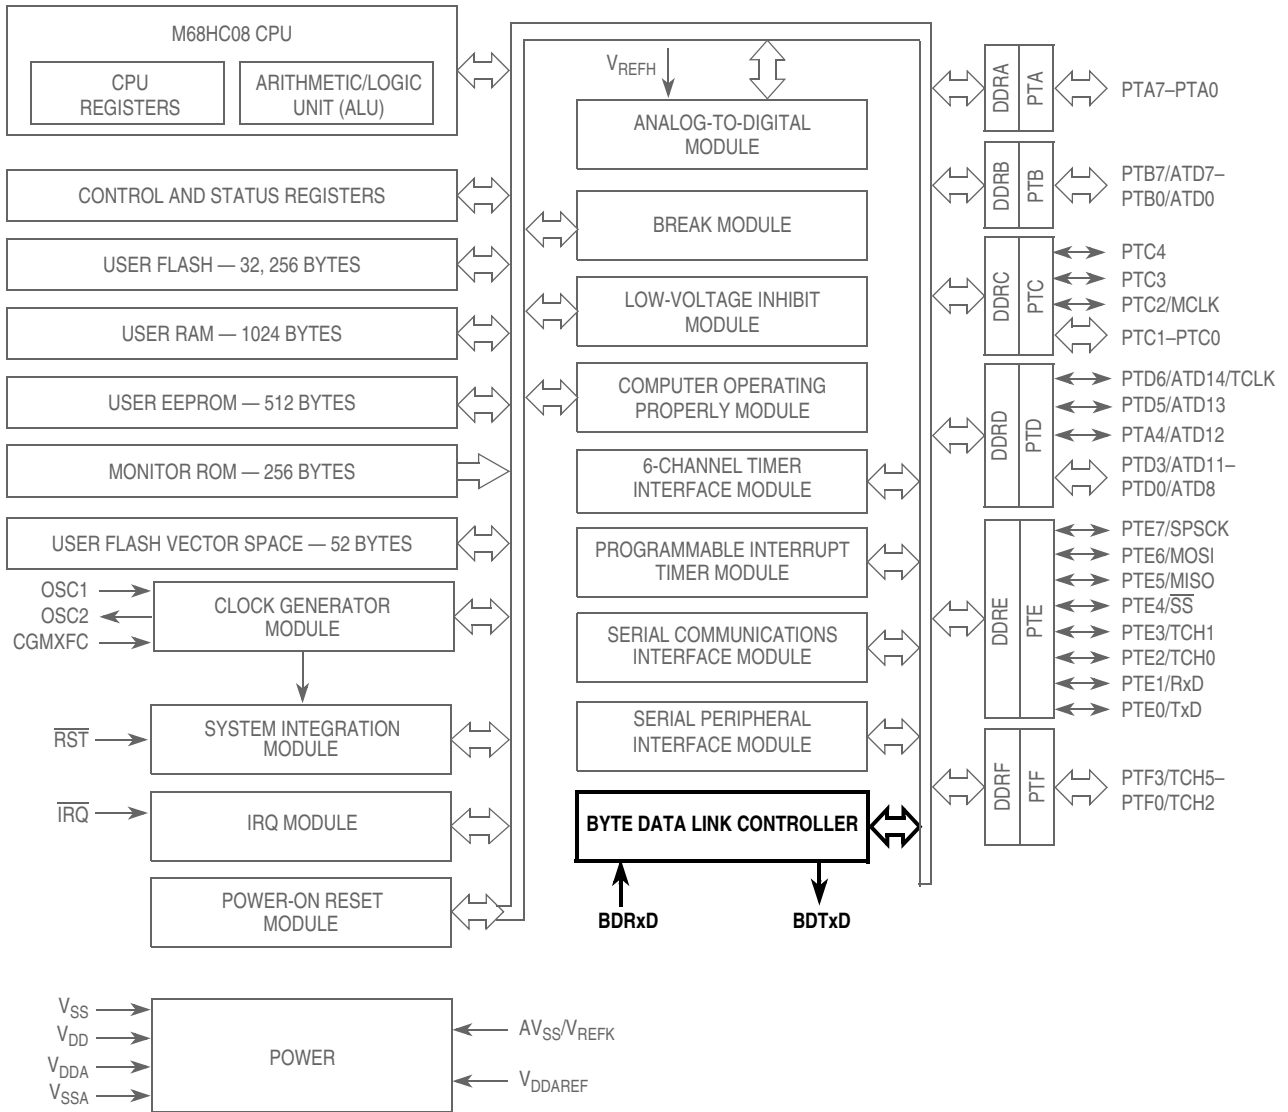 M68HC08 CPU
CPU
REGISTERS
ARITHMETIC/LOGIC
UNIT (ALU)
CONTROL AND STATUS REGISTERS
USER FLASH — 32, 256 BYTES
USER RAM — 1024 BYTES
USER EEPROM — 512 BYTES
MONITOR ROM — 256 BYTES
USER FLASH VECTOR SPACE — 52 BYTES
OSC1
OSC2
CGMXFC
CLOCK GENERATOR
MODULE
RST
SYSTEM INTEGRATION
MODULE
IRQ
IRQ MODULE
POWER-ON RESET
MODULE
VSS
VDD
VDDA
VSSA
POWER
AVSS/VREFK
VDDAREF
VREFH
ANALOG-TO-DIGITAL
MODULE
BREAK MODULE
LOW-VOLTAGE INHIBIT
MODULE
COMPUTER OPERATING
PROPERLY MODULE
6-CHANNEL TIMER
INTERFACE MODULE
PROGRAMMABLE INTERRUPT
TIMER MODULE
SERIAL COMMUNICATIONS
INTERFACE MODULE
SERIAL PERIPHERAL
INTERFACE MODULE
BYTE DATA LINK CONTROLLER
BDRxD
BDTxD
DDRA
PTA
PTA7–PTA0
DDRB
PTB
PTB7/ATD7–
PTB0/ATD0
DDRC
PTC
PTC4
PTC3
PTC2/MCLK
PTC1–PTC0
DDRD
PTD
PTD6/ATD14/TCLK
PTD5/ATD13
PTA4/ATD12
PTD3/ATD11–
PTD0/ATD8
DDRE
PTE
PTE7/SPSCK
PTE6/MOSI
PTE5/MISO
PTE4/SS
PTE3/TCH1
PTE2/TCH0
PTE1/RxD
PTE0/TxD
DDRF
PTF
PTF3/TCH5–
PTF0/TCH2